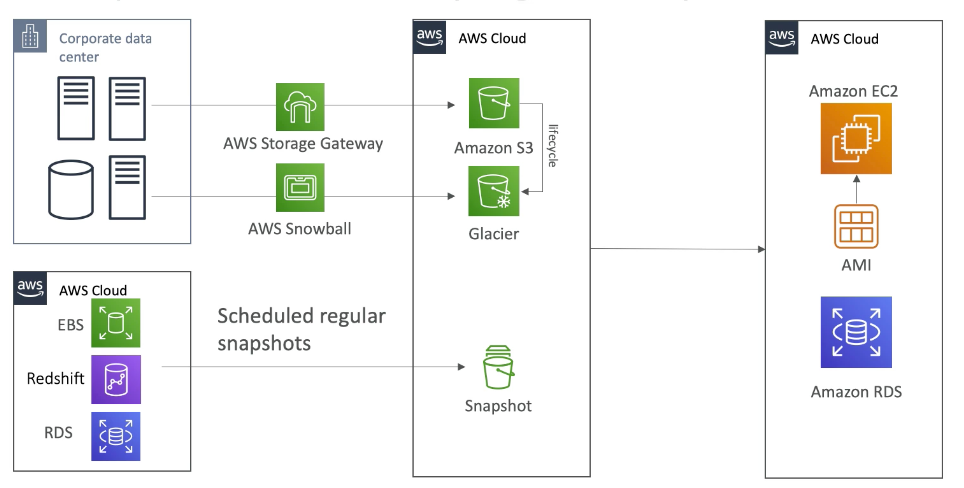 Corporate data
center
AWS Storage Gateway
AWS Snowball
aws
AWS Cloud
Amazon S3
lifecycle
Glacier
aws
AWS Cloud
EBS
Redshift
RDS
Scheduled regular
snapshots
Snapshot
aws
AWS Cloud
Amazon EC2
AMI
Amazon RDS